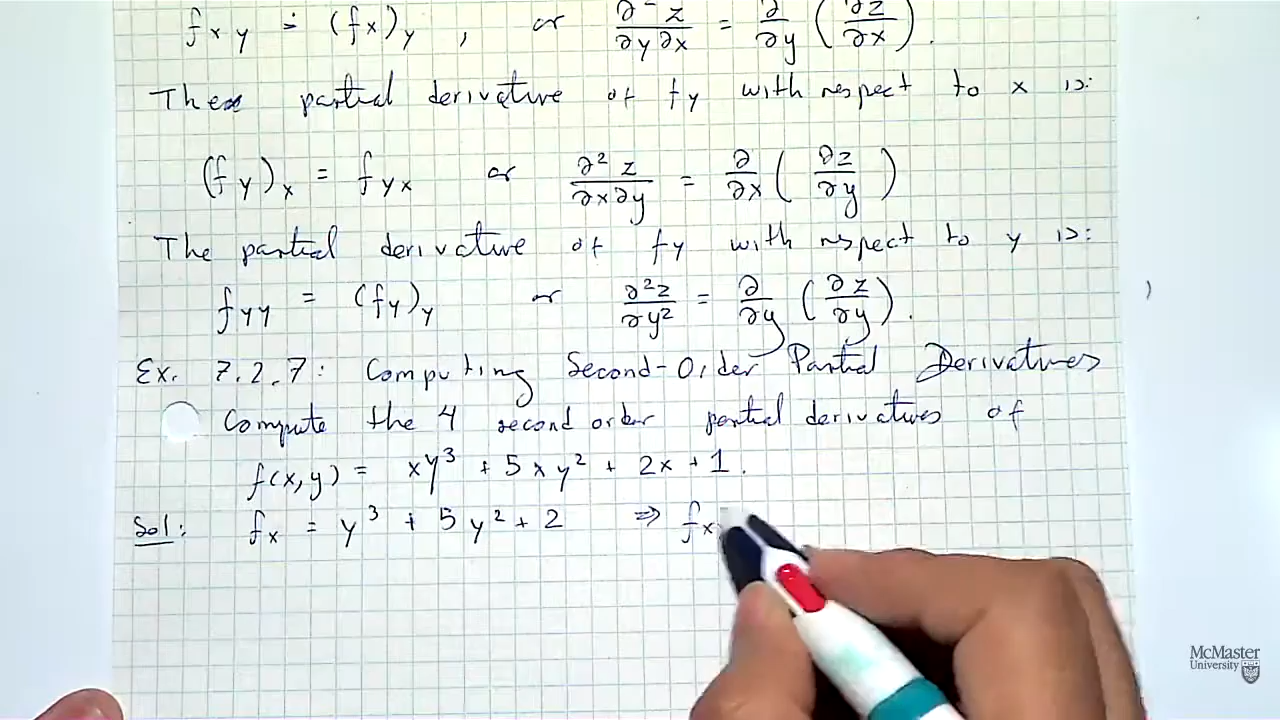 fxy = (fx)y , or ∂²z/∂y∂x = ∂/∂y (∂z/∂x).
The partial derivative of fy with respect to x is:
(fy)x = fyx or ∂²z/∂x∂y = ∂/∂x (∂z/∂y)
The partial derivative of fy with respect to y is:
fyy = (fy)y or ∂²z/∂y² = ∂/∂y (∂z/∂y).
Ex. 7.2.7: Computing Second-Order Partial Derivatives
Compute the 4 second order partial derivatives of
f(x,y) = xy³ + 5xy² + 2x + 1.
Sol: fx = y³ + 5y² + 2 ⇒ fx
McMaster
University